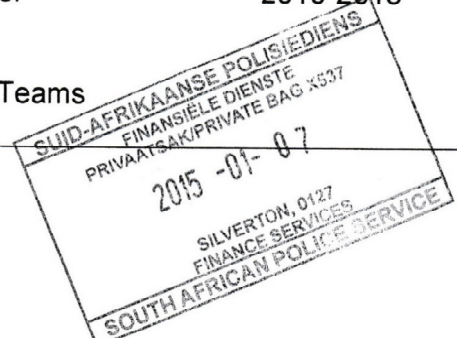 2010-2013
Teams
SUID-AFRIKAANSE POLISIEDIENS
FINANSIËLE DIENSTE
PRIVAATSAK/PRIVATE BAG X537
2015 -01- 07
SILVERTON, 0127
FINANCE SERVICES
SOUTH AFRICAN POLICE SERVICE